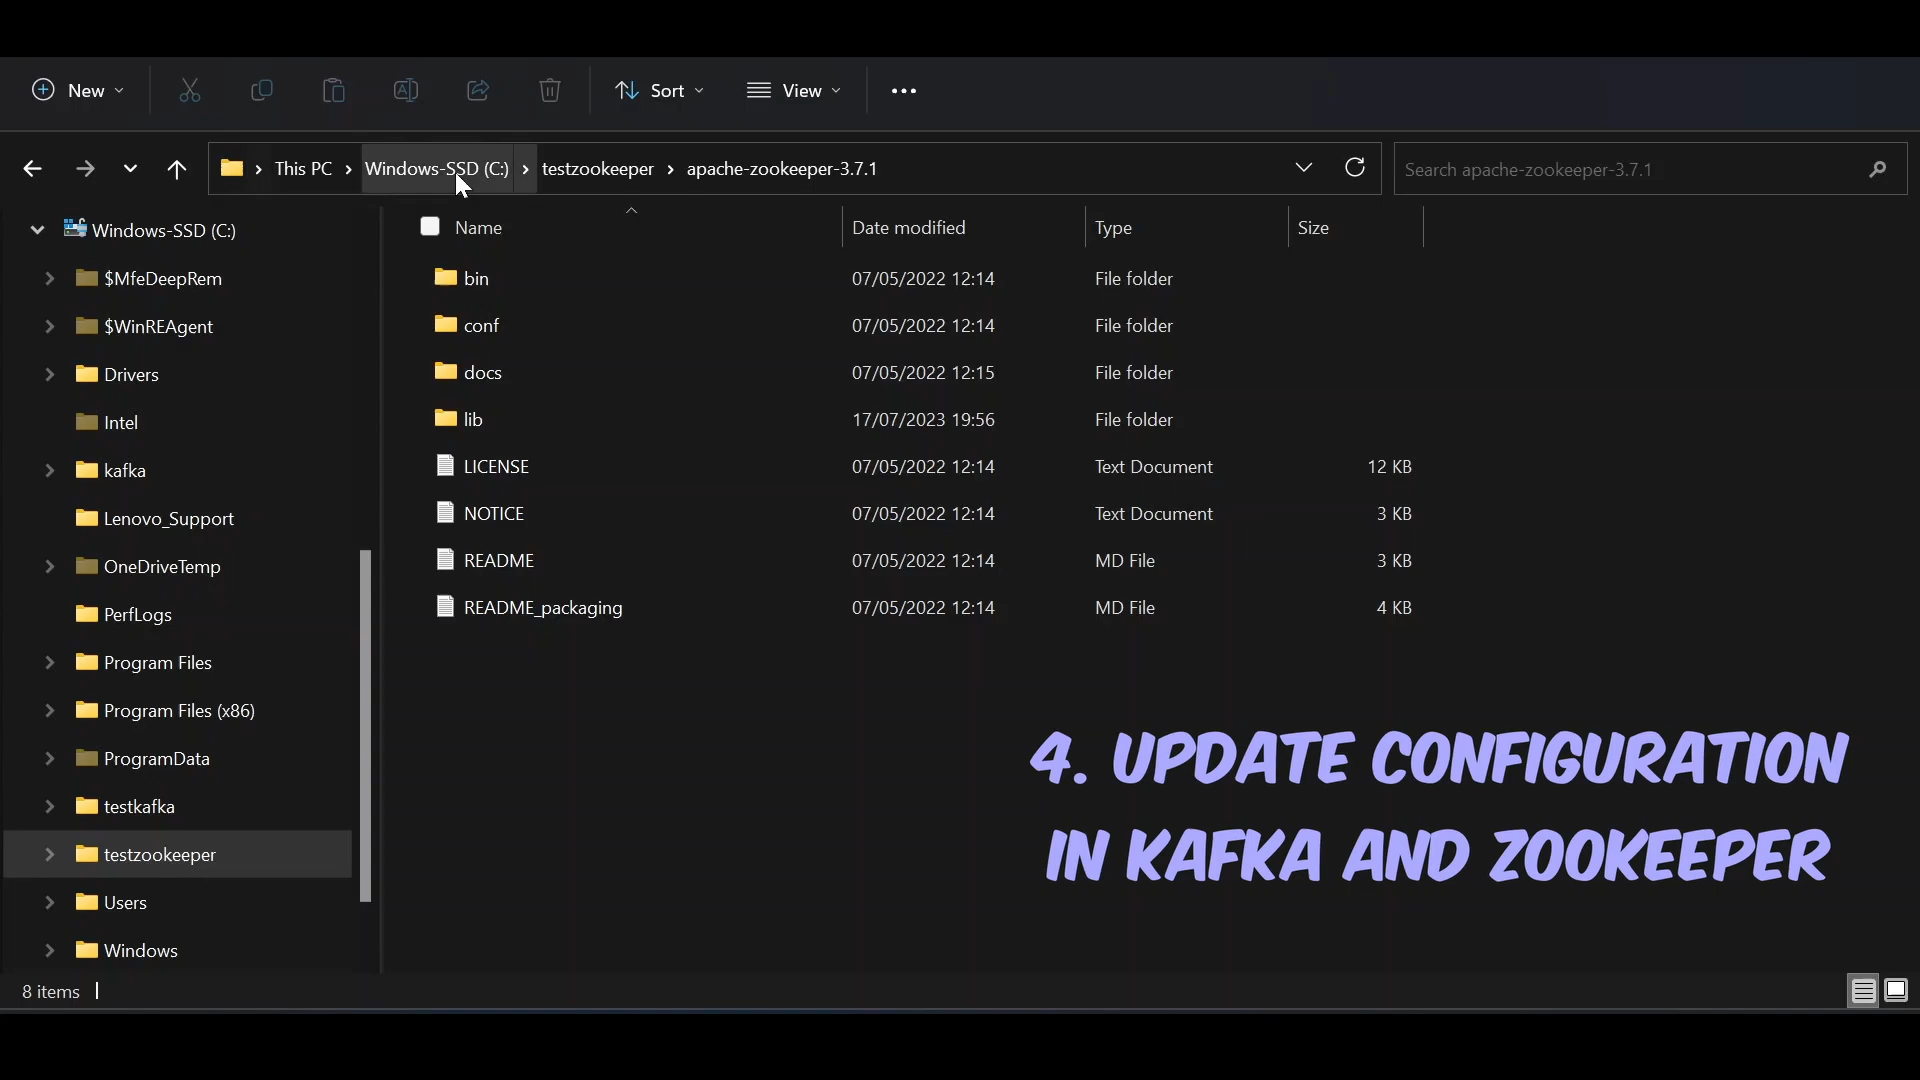 New
Sort
View
This PC
Windows-SSD (C:)
testzookeeper
apache-zookeeper-3.7.1
Search apache-zookeeper-3.7.1
Windows-SSD (C:)
$MfeDeepRem
$WinREAgent
Drivers
Intel
kafka
Lenovo_Support
OneDriveTemp
PerfLogs
Program Files
Program Files (x86)
ProgramData
testkafka
testzookeeper
Users
Windows
Name Date modified Type Size
bin 07/05/2022 12:14 File folder
conf 07/05/2022 12:14 File folder
docs 07/05/2022 12:15 File folder
lib 17/07/2023 19:56 File folder
LICENSE 07/05/2022 12:14 Text Document 12 KB
NOTICE 07/05/2022 12:14 Text Document 3 KB
README 07/05/2022 12:14 MD File 3 KB
README_packaging 07/05/2022 12:14 MD File 4 KB
4. UPDATE CONFIGURATION
IN KAFKA AND ZOOKEEPER
8 items